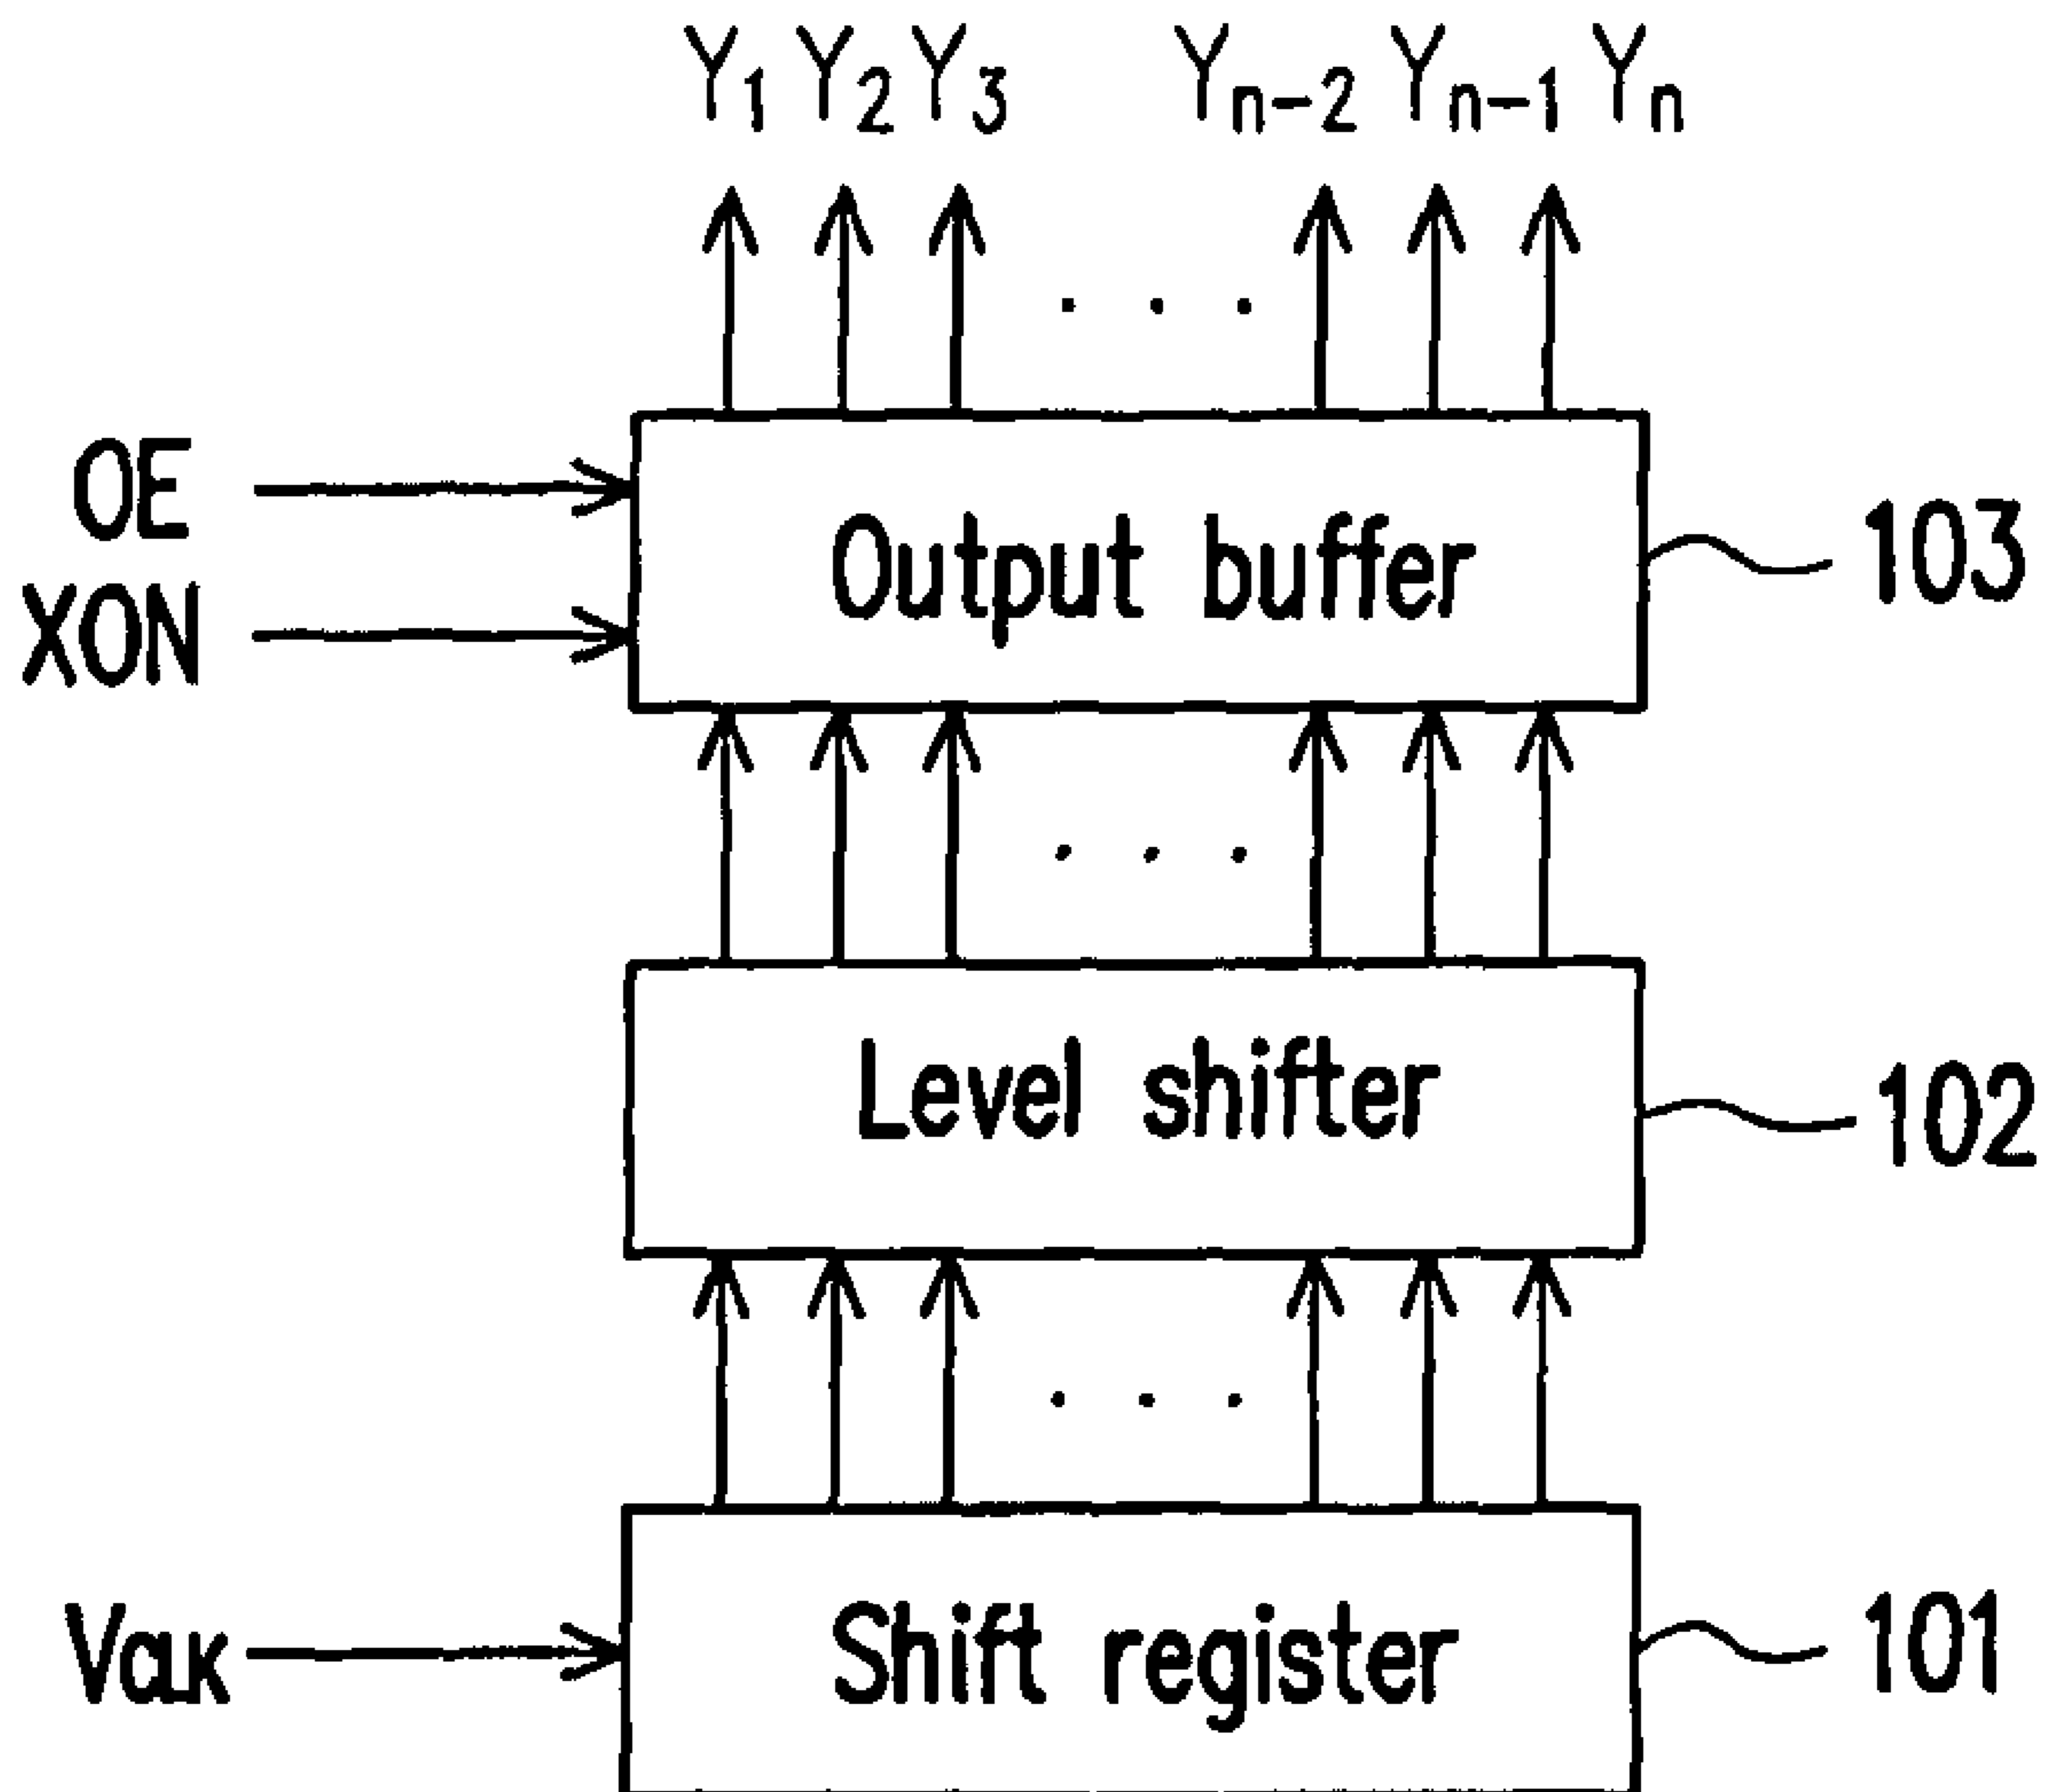 Y1 Y2 Y3 Yn-2 Yn-1 Yn
OE
XON
Output buffer
103
Level shifter
102
Vak
Shift register
101